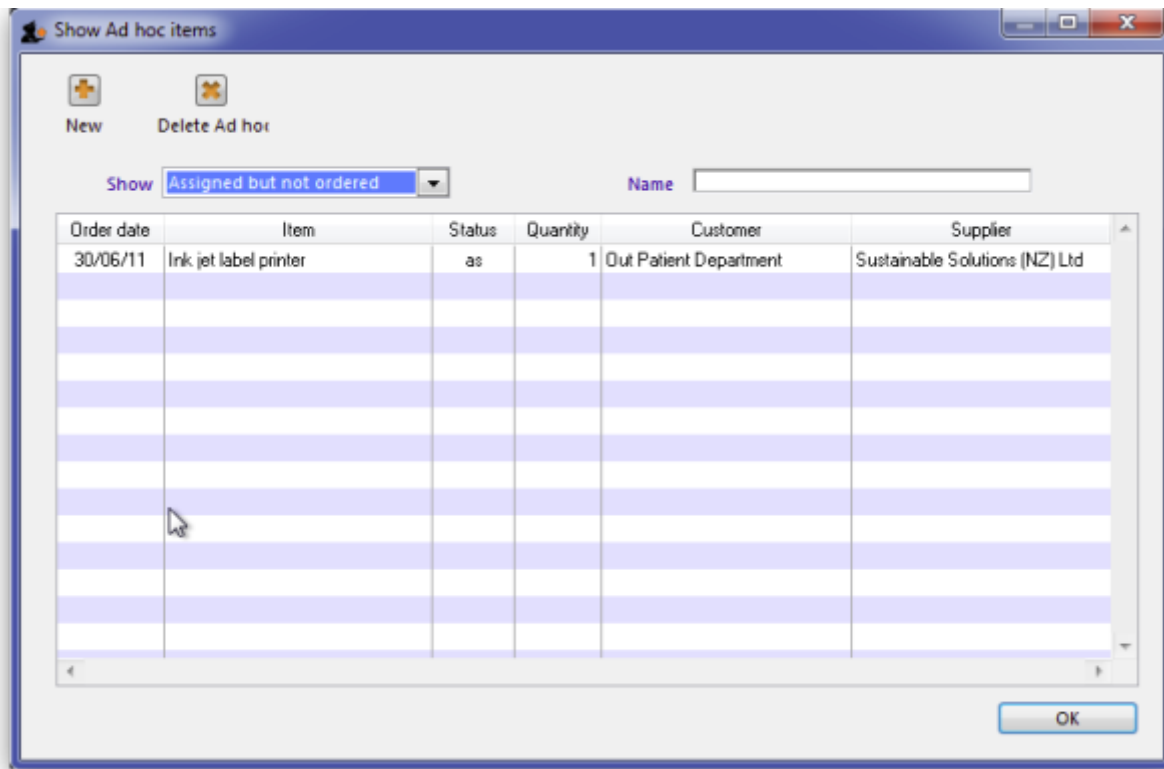 Show Ad hoc items
New Delete Ad hoc
Show Assigned but not ordered Name
Order date Item Status Quantity Customer Supplier
30/06/11 Ink jet label printer as 1 Out Patient Department Sustainable Solutions (NZ) Ltd
OK